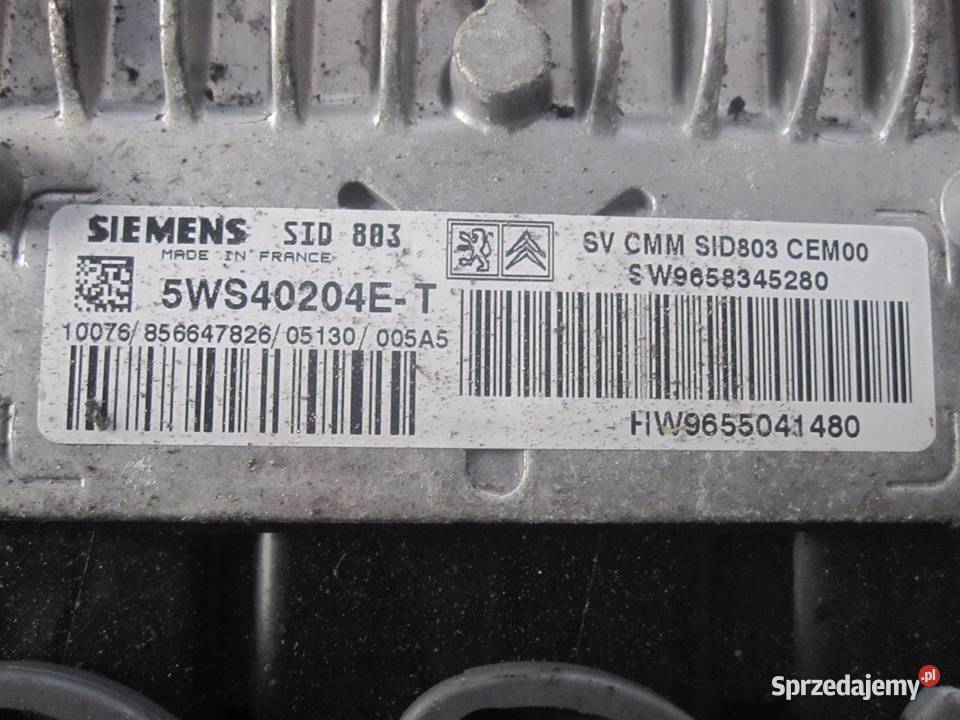 SIEMENS SID 803
MADE IN FRANCE
5WS40204E-T
10076/856647826/05130/005A5
SV CMM SID803 CEM00
SW9658345280
HW9655041480
Sprzedajemy.pl